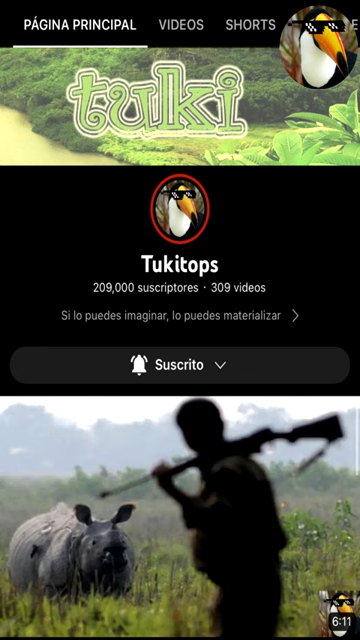 PÁGINA PRINCIPAL VIDEOS SHORTS
tuki
Tukitops
209,000 suscriptores · 309 videos
Si lo puedes imaginar, lo puedes materializar
Suscrito
6:11